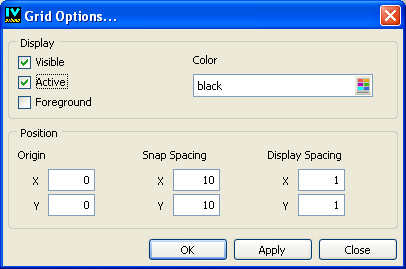 IV STUDIO Grid Options...
Display
Visible
Color
Active
black
Foreground
Position
Origin Snap Spacing Display Spacing
X 0 X 10 X 1
Y 0 Y 10 Y 1
OK Apply Close